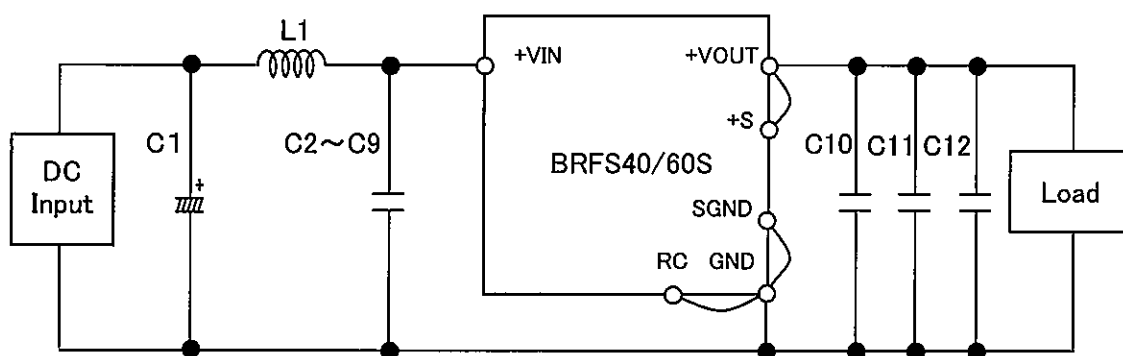 L1
+VIN
+VOUT
C1
C2～C9
+S
C10
C11
C12
DC
Input
BRFS40/60S
Load
SGND
RC
GND
+